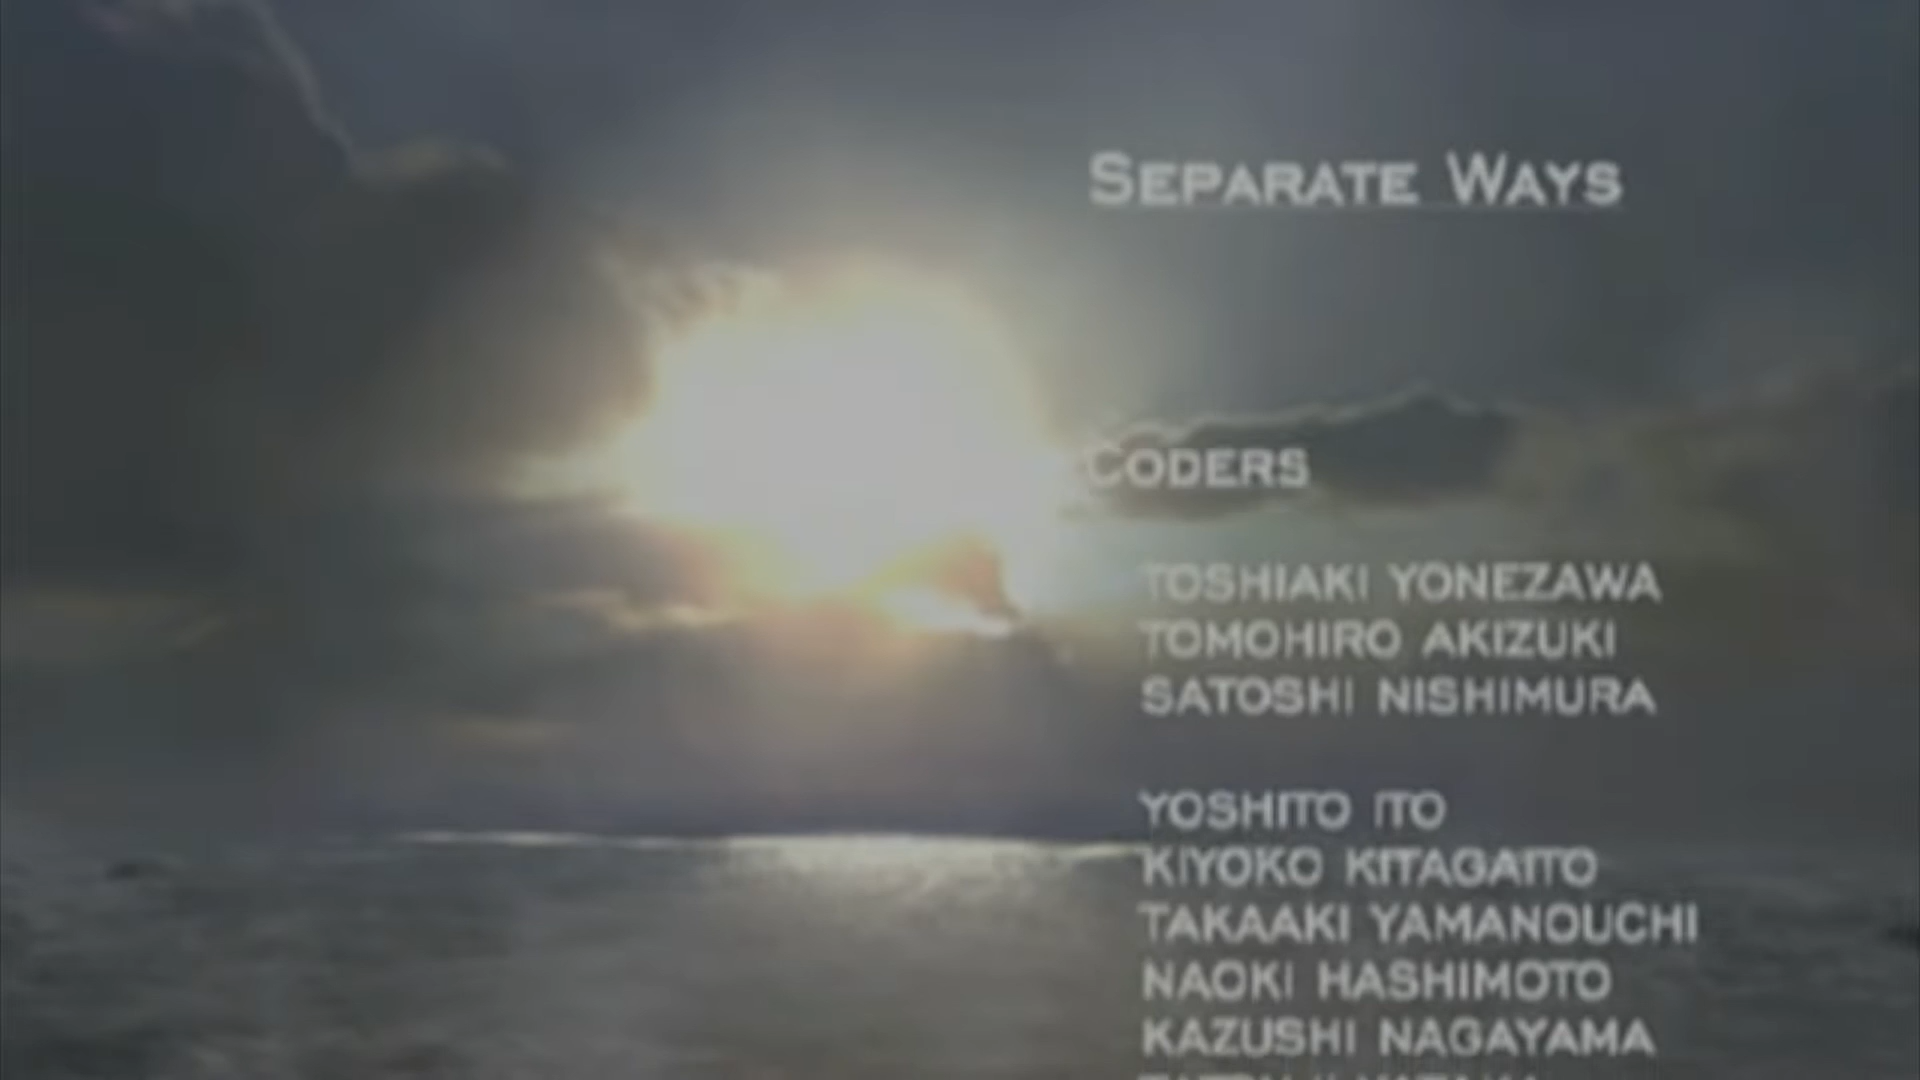 SEPARATE WAYS
CODERS
TOSHIAKI YONEZAWA
TOMOHIRO AKIZUKI
SATOSHI NISHIMURA
YOSHITO ITO
KIYOKO KITAGAITO
TAKAAKI YAMANOUCHI
NAOKI HASHIMOTO
KAZUSHI NAGAYAMA